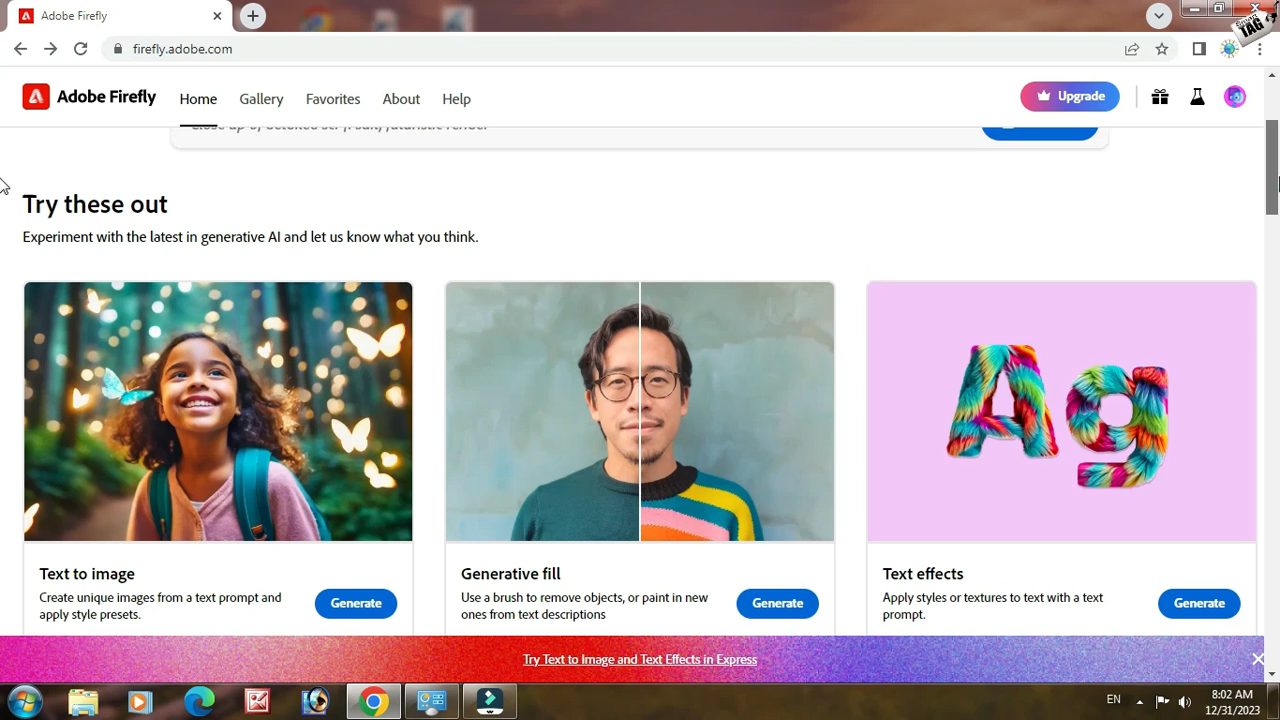 Adobe Firefly
TAG
firefly.adobe.com
Adobe Firefly
Home
Gallery
Favorites
About
Help
Upgrade
Try these out
Experiment with the latest in generative AI and let us know what you think.
Ag
Text to image
Create unique images from a text prompt and
apply style presets.
Generate
Generative fill
Use a brush to remove objects, or paint in new
ones from text descriptions
Generate
Text effects
Apply styles or textures to text with a text
prompt.
Generate
Try Text to Image and Text Effects in Express
EN
8:02 AM
12/31/2023